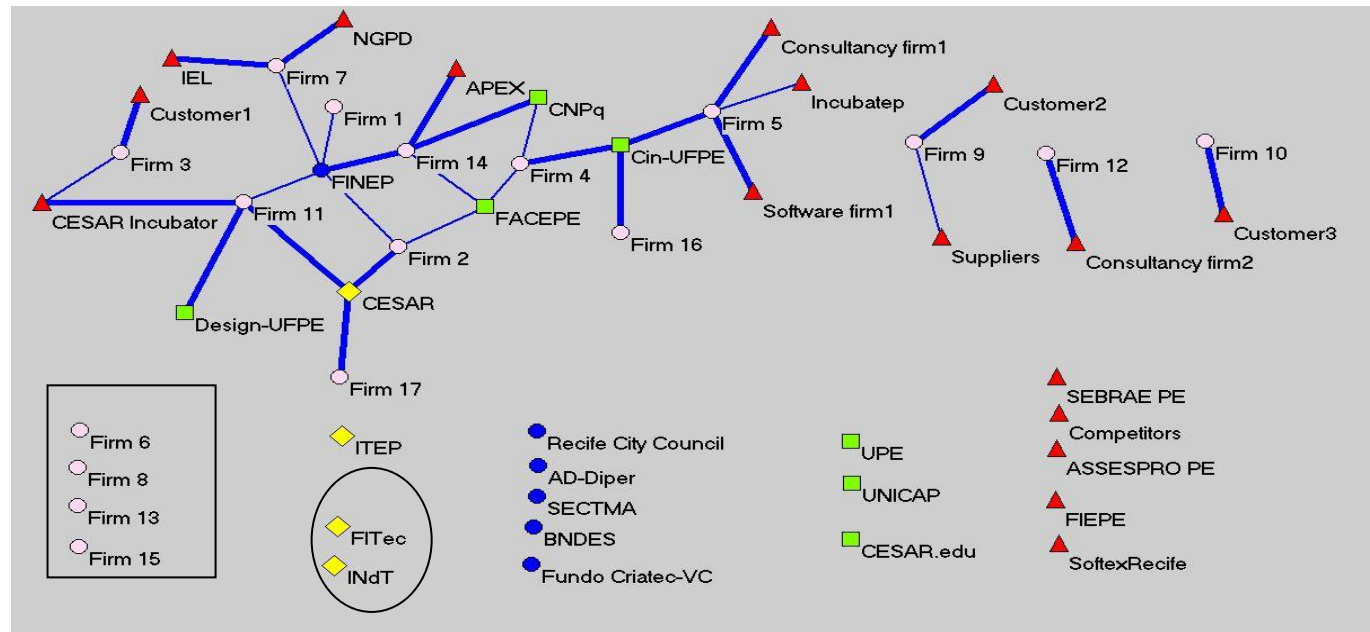 NGPD
IEL
Firm 7
Customer1
Firm 1
APEX
CNPq
Consultancy firm1
Incubatep
Firm 5
Customer2
Firm 3
FINEP
Firm 14
Firm 4
Cin-UFPE
Firm 9
Firm 12
Firm 10
CESAR Incubator
Firm 11
FACEPE
Software firm1
Firm 16
Firm 2
Suppliers
Consultancy firm2
Customer3
CESAR
Design-UFPE
Firm 17
Firm 6
Firm 8
Firm 13
Firm 15
ITEP
FITec
INdT
Recife City Council
AD-Diper
SECTMA
BNDES
Fundo Criatec-VC
UPE
UNICAP
CESAR.edu
SEBRAE PE
Competitors
ASSESPRO PE
FIEPE
SoftexRecife